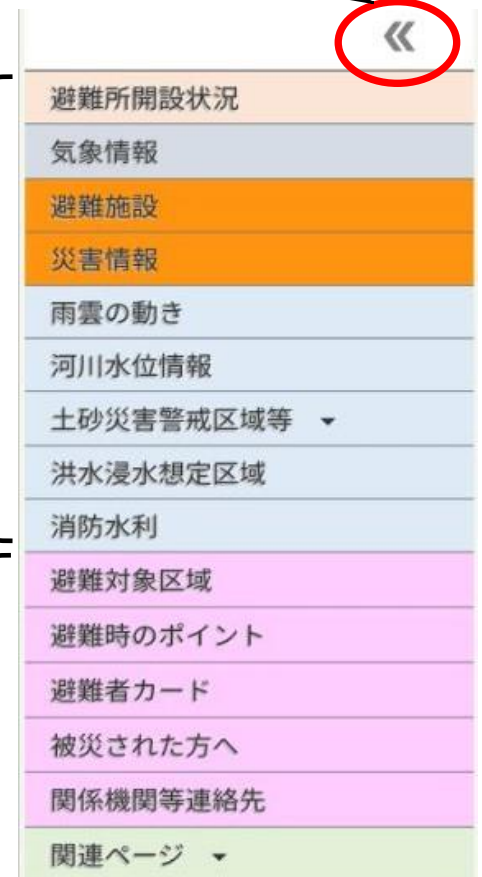 «
避難所開設状況
気象情報
避難施設
災害情報
雨雲の動き
河川水位情報
土砂災害警戒区域等
洪水浸水想定区域
消防水利
避難対象区域
避難時のポイント
避難者カード
被災された方へ
関係機関等連絡先
関連ページ